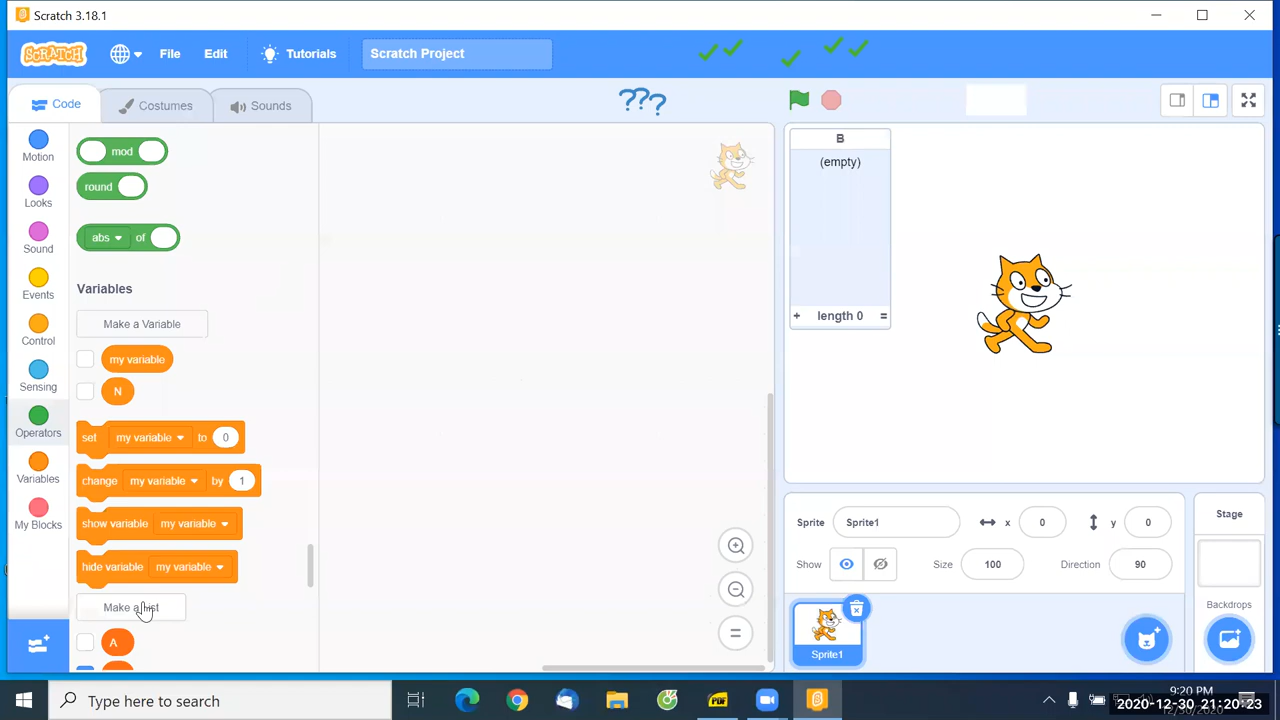 Scratch 3.18.1
SCRATCH File Edit Tutorials Scratch Project
Code Costumes Sounds ???
Motion
Looks
Sound
Events
Control
Sensing
Operators
Variables
My Blocks
mod
round
abs of
Variables
Make a Variable
my variable
N
set my variable to 0
change my variable by 1
show variable my variable
hide variable my variable
Make a List
A
B
(empty)
+ length 0 =
Sprite Sprite1 x 0 y 0
Show Size 100 Direction 90
Sprite1
Stage
Backdrops
Type here to search
PDF
9:20 PM
2020-12-30 21:20:23